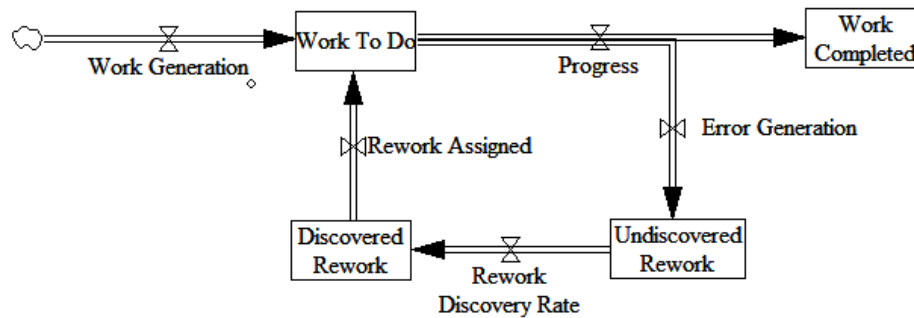 Work To Do
Work
Completed
Work Generation
Progress
Error Generation
Rework Assigned
Discovered
Rework
Undiscovered
Rework
Rework
Discovery Rate